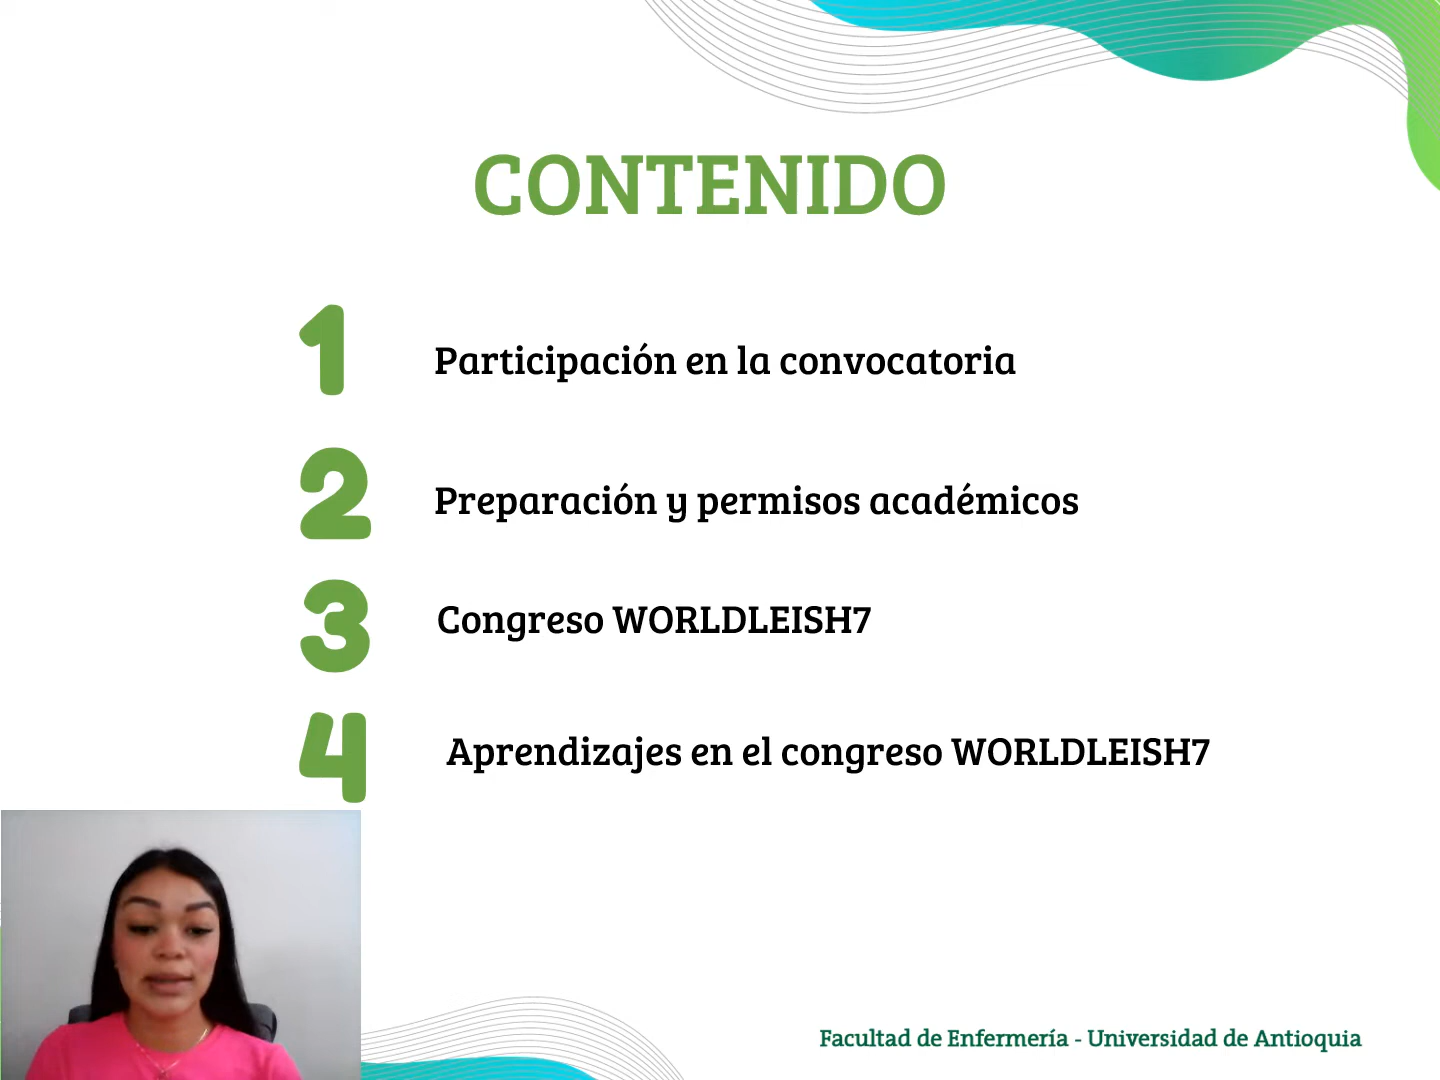 CONTENIDO
1
Participación en la convocatoria
2
Preparación y permisos académicos
3
Congreso WORLDLEISH7
4
Aprendizajes en el congreso WORLDLEISH7
Facultad de Enfermería - Universidad de Antioquia